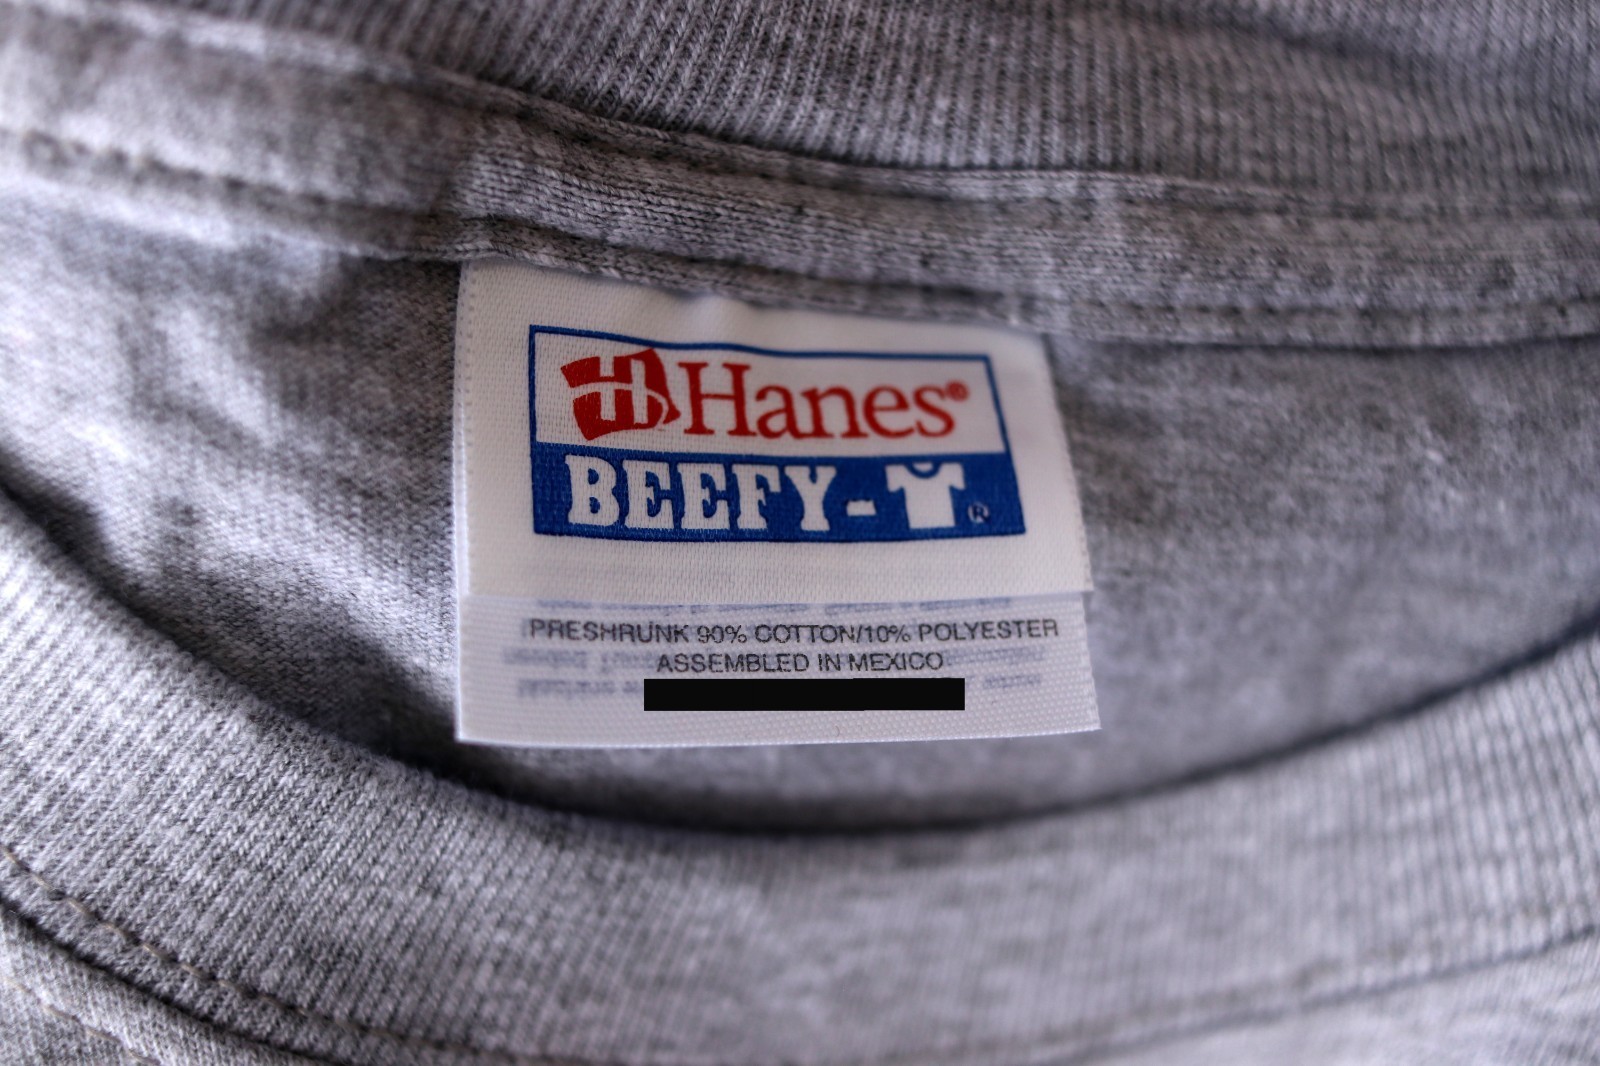 Hanes®
BEEFY-T®
PRESHRUNK 90% COTTON/10% POLYESTER
ASSEMBLED IN MEXICO